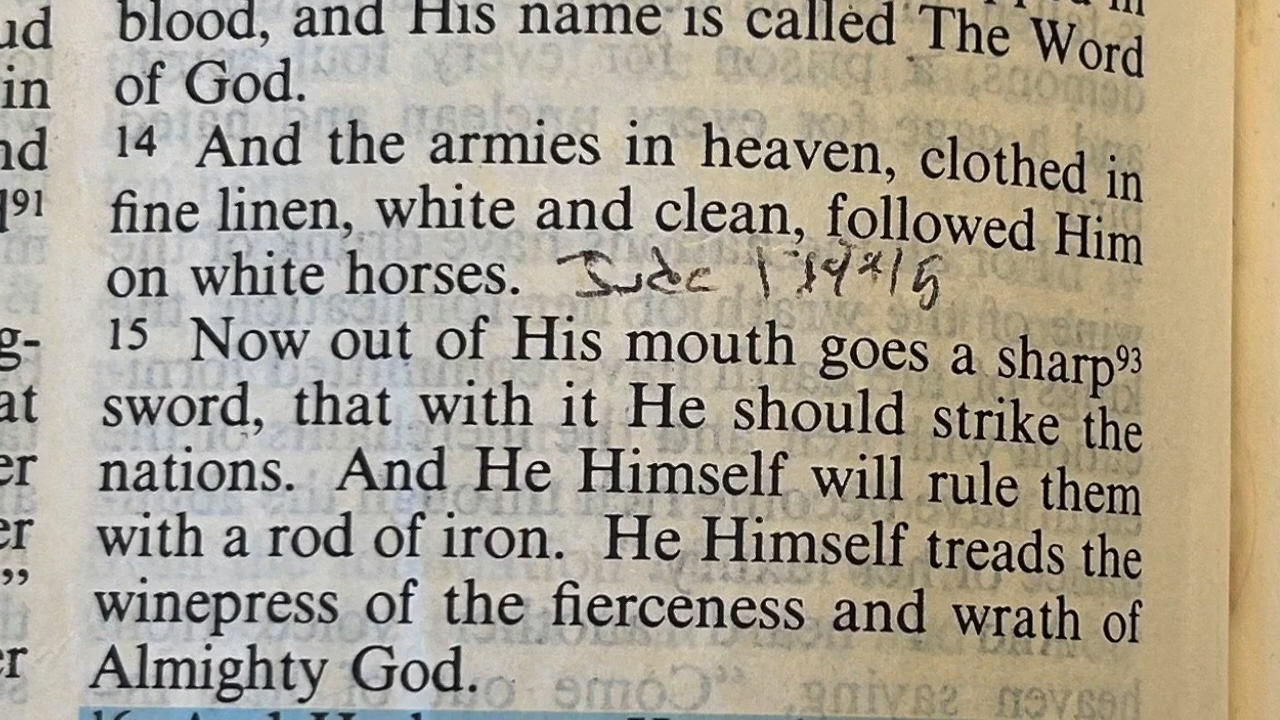 blood, and His name is called The Word
of God.
14 And the armies in heaven, clothed in
fine linen, white and clean, followed Him
on white horses. Jude 1:14+15
15 Now out of His mouth goes a sharp93
sword, that with it He should strike the
nations. And He Himself will rule them
with a rod of iron. He Himself treads the
winepress of the fierceness and wrath of
Almighty God.